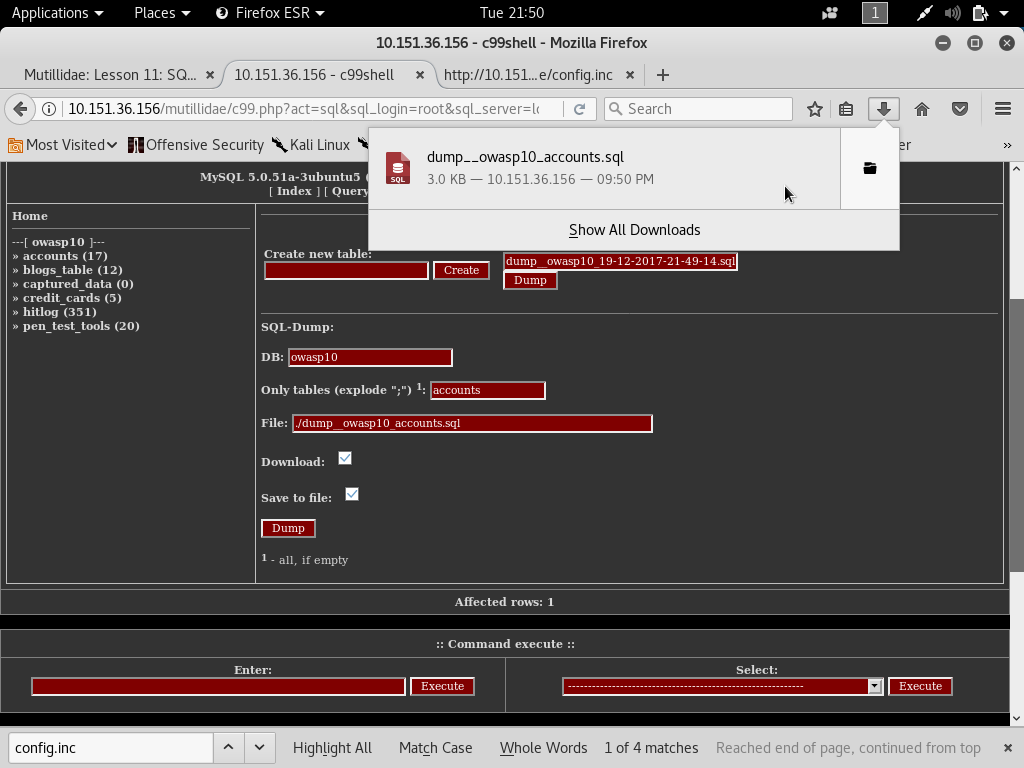 Applications Places Firefox ESR Tue 21:50 1
10.151.36.156 - c99shell - Mozilla Firefox
Mutillidae: Lesson 11: SQ... 10.151.36.156 - c99shell http://10.151...e/config.inc
10.151.36.156/mutillidae/c99.php?act=sql&sql_login=root&sql_server=lo Search
Most Visited Offensive Security Kali Linux er »
dump__owasp10_accounts.sql
SQL
3.0 KB — 10.151.36.156 — 09:50 PM
Show All Downloads
MySQL 5.0.51a-3ubuntu5 (
[ Index ] [ Query
Home
---[ owasp10 ]---
» accounts (17)
» blogs_table (12)
» captured_data (0)
» credit_cards (5)
» hitlog (351)
» pen_test_tools (20)
Create new table:
Create
dump__owasp10_19-12-2017-21-49-14.sql
Dump
SQL-Dump:
DB: owasp10
Only tables (explode ";") 1: accounts
File: ./dump__owasp10_accounts.sql
Download:
Save to file:
Dump
1 - all, if empty
Affected rows: 1
:: Command execute ::
Enter:
Execute
Select:
-----------------------------------------------------------
Execute
config.inc Highlight All Match Case Whole Words 1 of 4 matches Reached end of page, continued from top